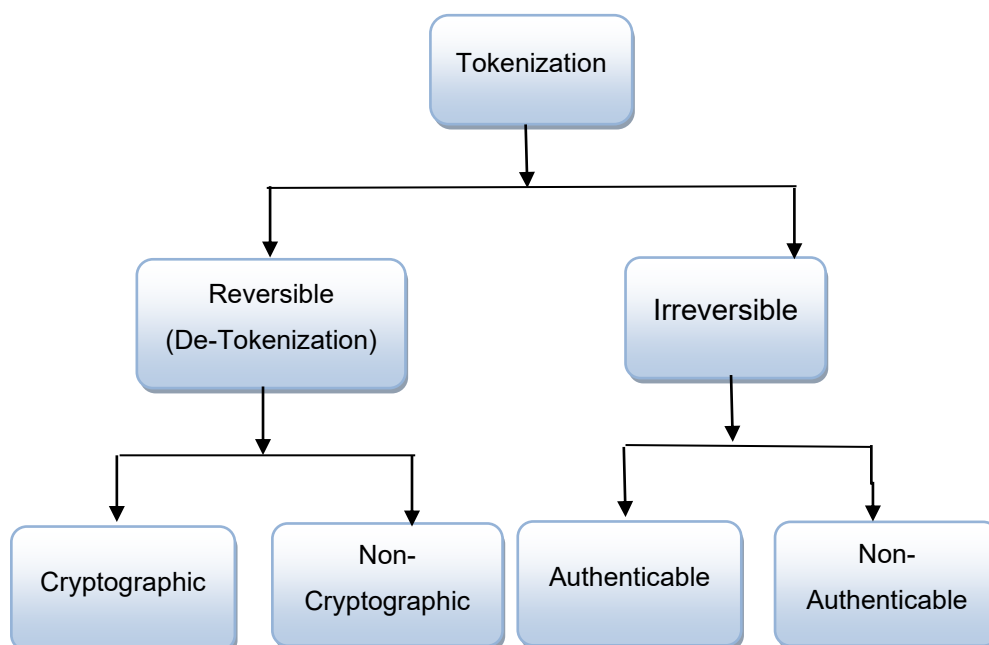 Tokenization
Reversible
(De-Tokenization)
Irreversible
Cryptographic
Non-
Cryptographic
Authenticable
Non-
Authenticable